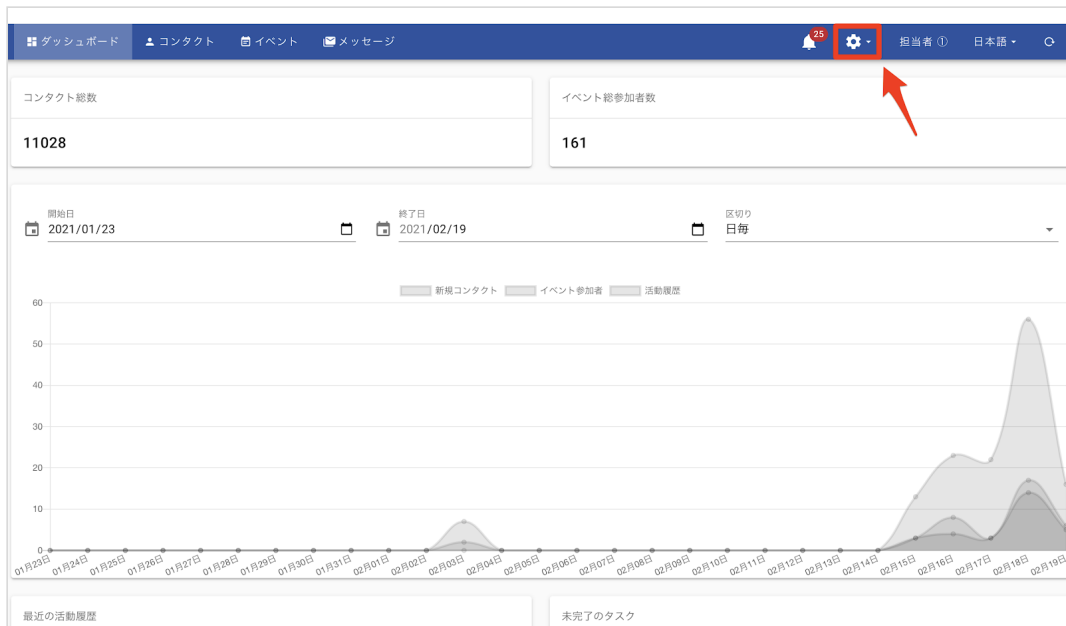 ダッシュボード コンタクト イベント メッセージ 25 担当者 ① 日本語
コンタクト総数 イベント総参加者数
11028 161
開始日 終了日 区切り
2021/01/23 2021/02/19 日毎
新規コンタクト イベント参加者 活動履歴
60
50
40
30
20
10
0
01月23日 01月24日 01月25日 01月26日 01月27日 01月28日 01月29日 01月30日 01月31日 02月01日 02月02日 02月03日 02月04日 02月05日 02月06日 02月07日 02月08日 02月09日 02月10日 02月11日 02月12日 02月13日 02月14日 02月15日 02月16日 02月17日 02月18日 02月19日
最近の活動履歴 未完了のタスク